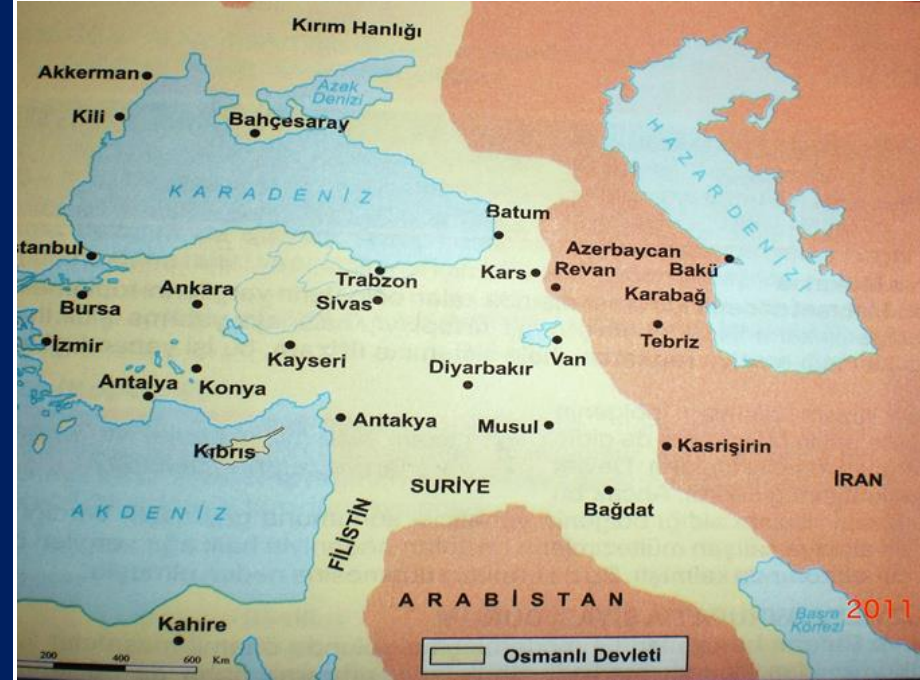 Kırım Hanlığı
Akkerman
Azek
Denizi
Kili
Bahçesaray
HAZAR DENİZİ
KARADENİZ
Batum
stanbul
Azerbaycan
Trabzon
Kars
Revan
Bakü
Bursa
Ankara
Sivas
Karabağ
İzmir
Kayseri
Van
Tebriz
Antalya
Konya
Diyarbakır
Antakya
Musul
Kasrişirin
Kıbrıs
SURİYE
İRAN
AKDENİZ
FİLİSTİN
Bağdat
ARABİSTAN
Basra
Körfezi
2011
Kahire
200 400 600 Km
Osmanlı Devleti